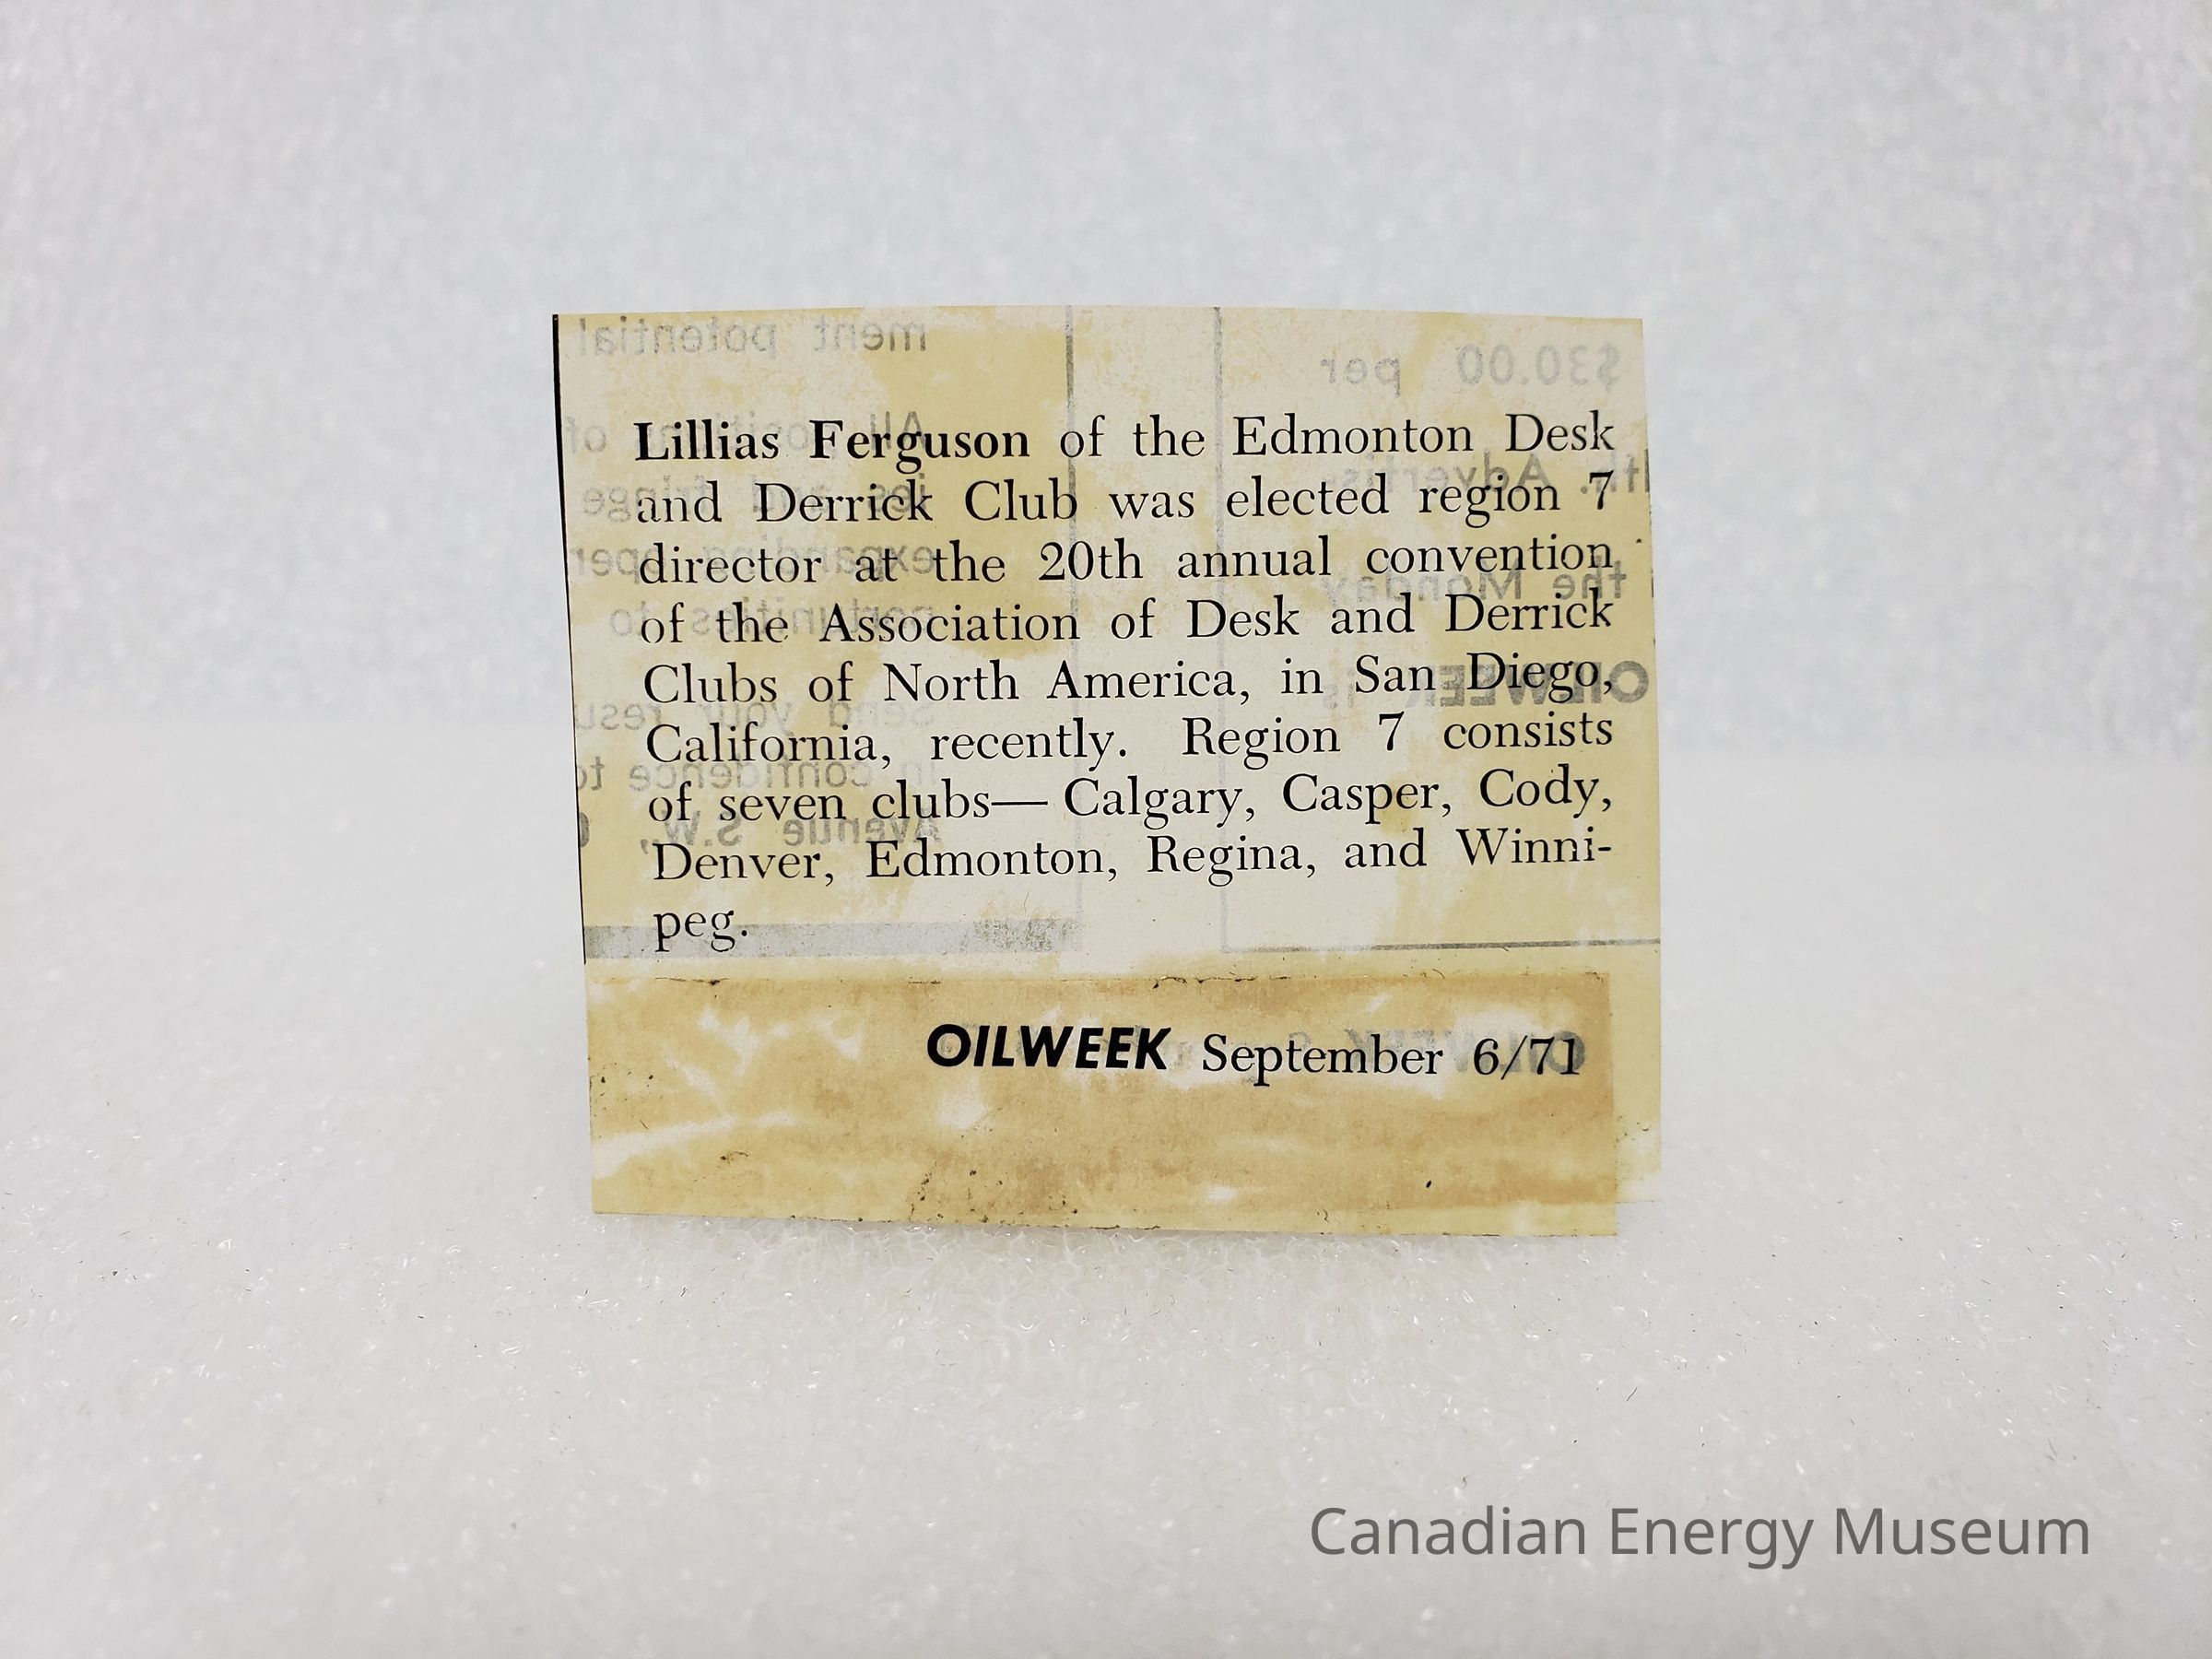 Lillias Ferguson of the Edmonton Desk
and Derrick Club was elected region 7
director at the 20th annual convention
of the Association of Desk and Derrick
Clubs of North America, in San Diego,
California, recently. Region 7 consists
of seven clubs— Calgary, Casper, Cody,
Denver, Edmonton, Regina, and Winni-
peg.
OILWEEK September 6/71
Canadian Energy Museum